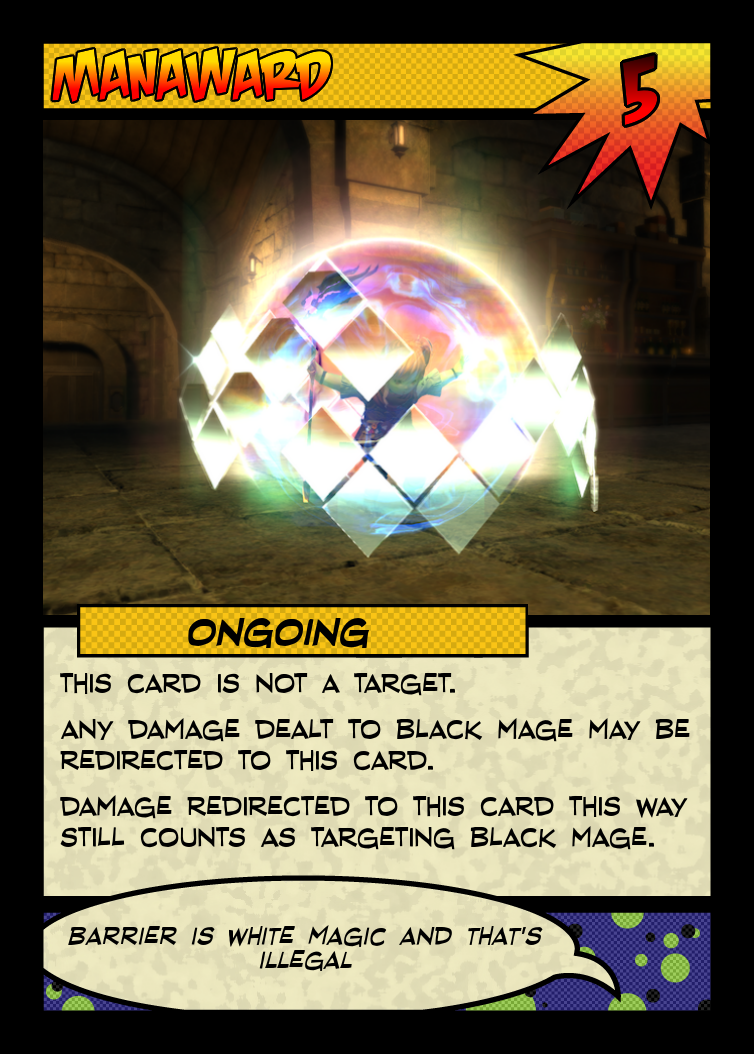 MANAWARD
5
ONGOING
THIS CARD IS NOT A TARGET.
ANY DAMAGE DEALT TO BLACK MAGE MAY BE
REDIRECTED TO THIS CARD.
DAMAGE REDIRECTED TO THIS CARD THIS WAY
STILL COUNTS AS TARGETING BLACK MAGE.
BARRIER IS WHITE MAGIC AND THAT'S
ILLEGAL